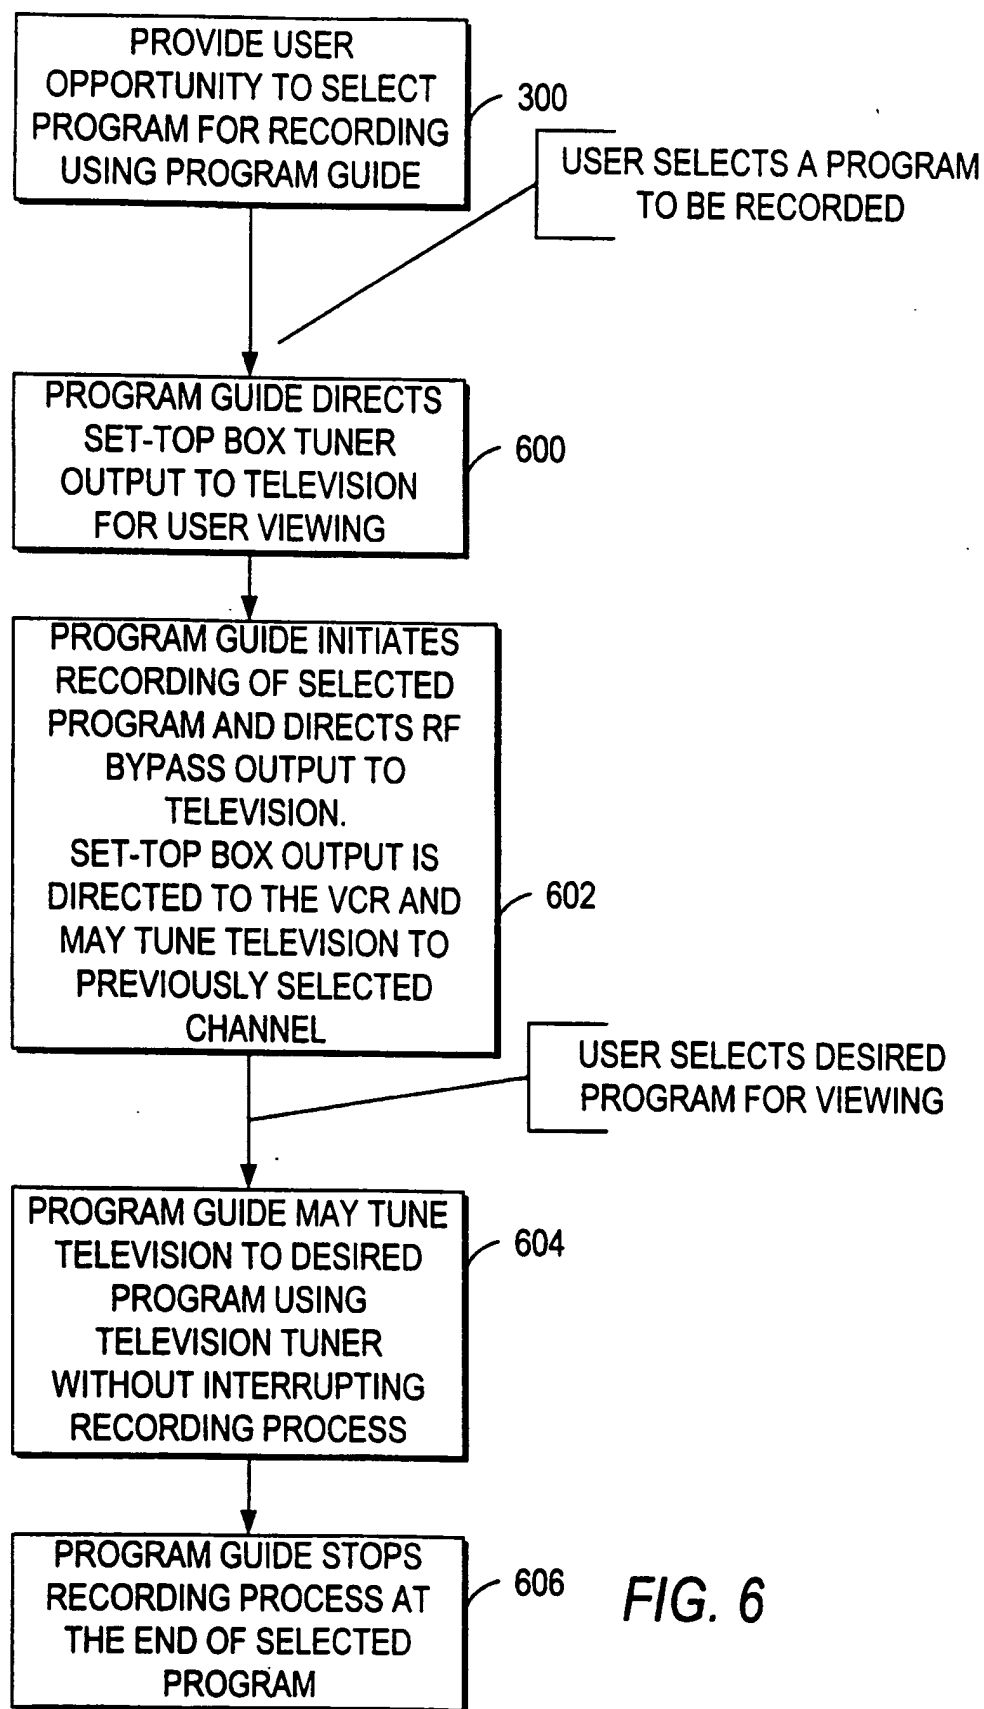 PROVIDE USER
OPPORTUNITY TO SELECT
PROGRAM FOR RECORDING
USING PROGRAM GUIDE
300
USER SELECTS A PROGRAM
TO BE RECORDED
PROGRAM GUIDE DIRECTS
SET-TOP BOX TUNER
OUTPUT TO TELEVISION
FOR USER VIEWING
600
PROGRAM GUIDE INITIATES
RECORDING OF SELECTED
PROGRAM AND DIRECTS RF
BYPASS OUTPUT TO
TELEVISION.
SET-TOP BOX OUTPUT IS
DIRECTED TO THE VCR AND
MAY TUNE TELEVISION TO
PREVIOUSLY SELECTED
CHANNEL
602
USER SELECTS DESIRED
PROGRAM FOR VIEWING
PROGRAM GUIDE MAY TUNE
TELEVISION TO DESIRED
PROGRAM USING
TELEVISION TUNER
WITHOUT INTERRUPTING
RECORDING PROCESS
604
PROGRAM GUIDE STOPS
RECORDING PROCESS AT
THE END OF SELECTED
PROGRAM
606
FIG. 6